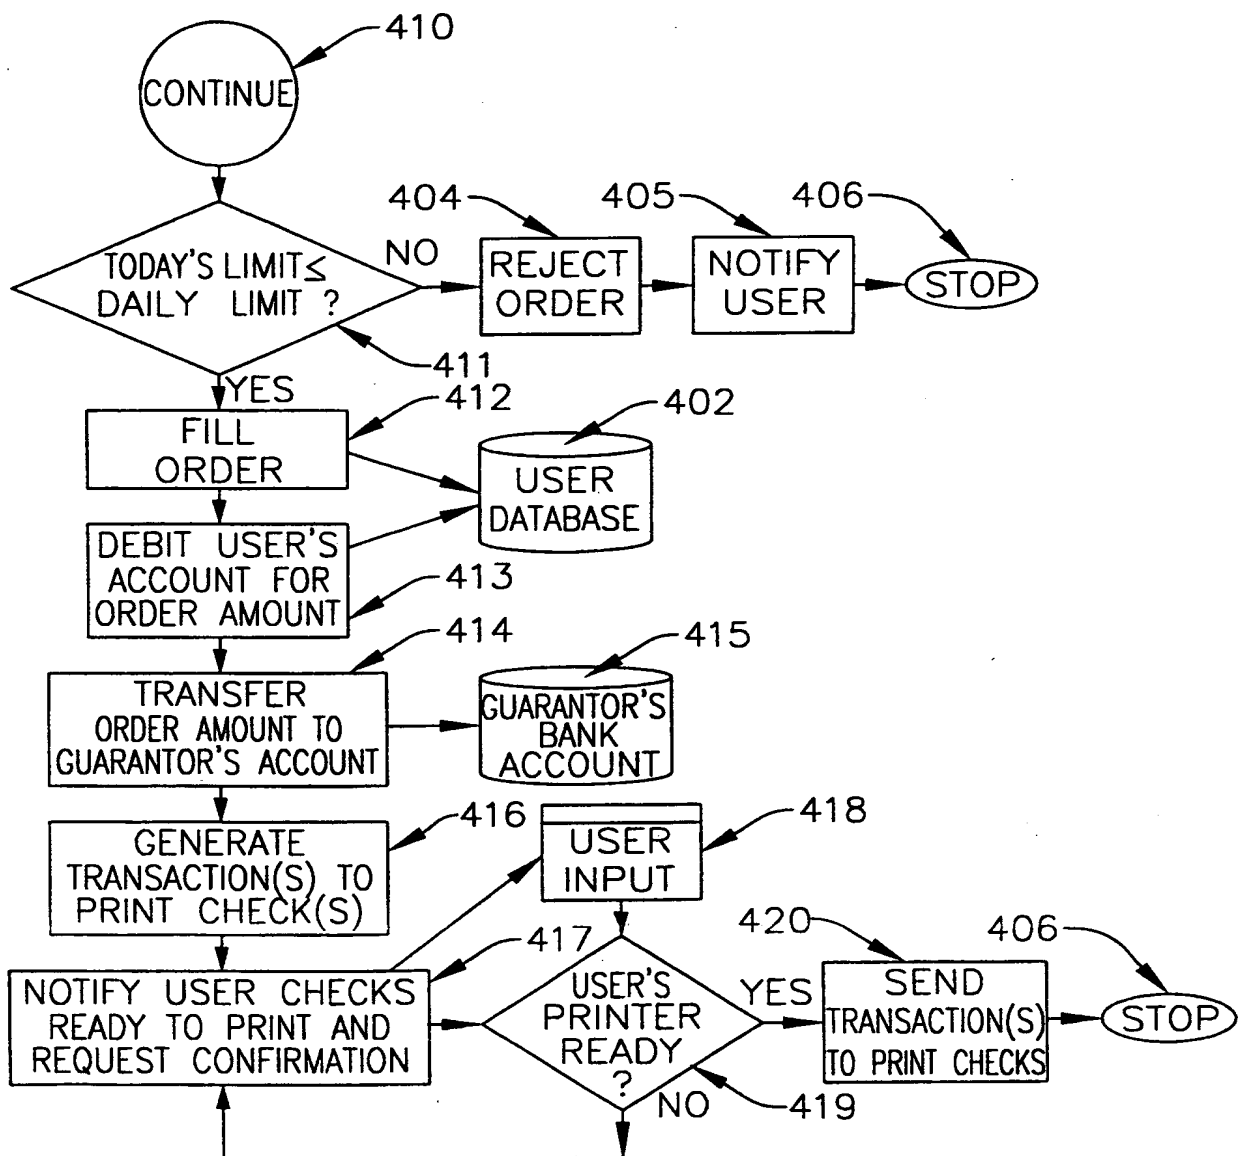 410
CONTINUE
404
405
406
TODAY'S LIMIT≤
DAILY LIMIT ?
NO
REJECT
ORDER
NOTIFY
USER
STOP
411
YES
412
402
FILL
ORDER
USER
DATABASE
DEBIT USER'S
ACCOUNT FOR
ORDER AMOUNT
413
414
415
TRANSFER
ORDER AMOUNT TO
GUARANTOR'S ACCOUNT
GUARANTOR'S
BANK
ACCOUNT
416
418
GENERATE
TRANSACTION(S) TO
PRINT CHECK(S)
USER
INPUT
417
420
406
NOTIFY USER CHECKS
READY TO PRINT AND
REQUEST CONFIRMATION
USER'S
PRINTER
READY
?
YES
SEND
TRANSACTION(S)
TO PRINT CHECKS
STOP
NO
419